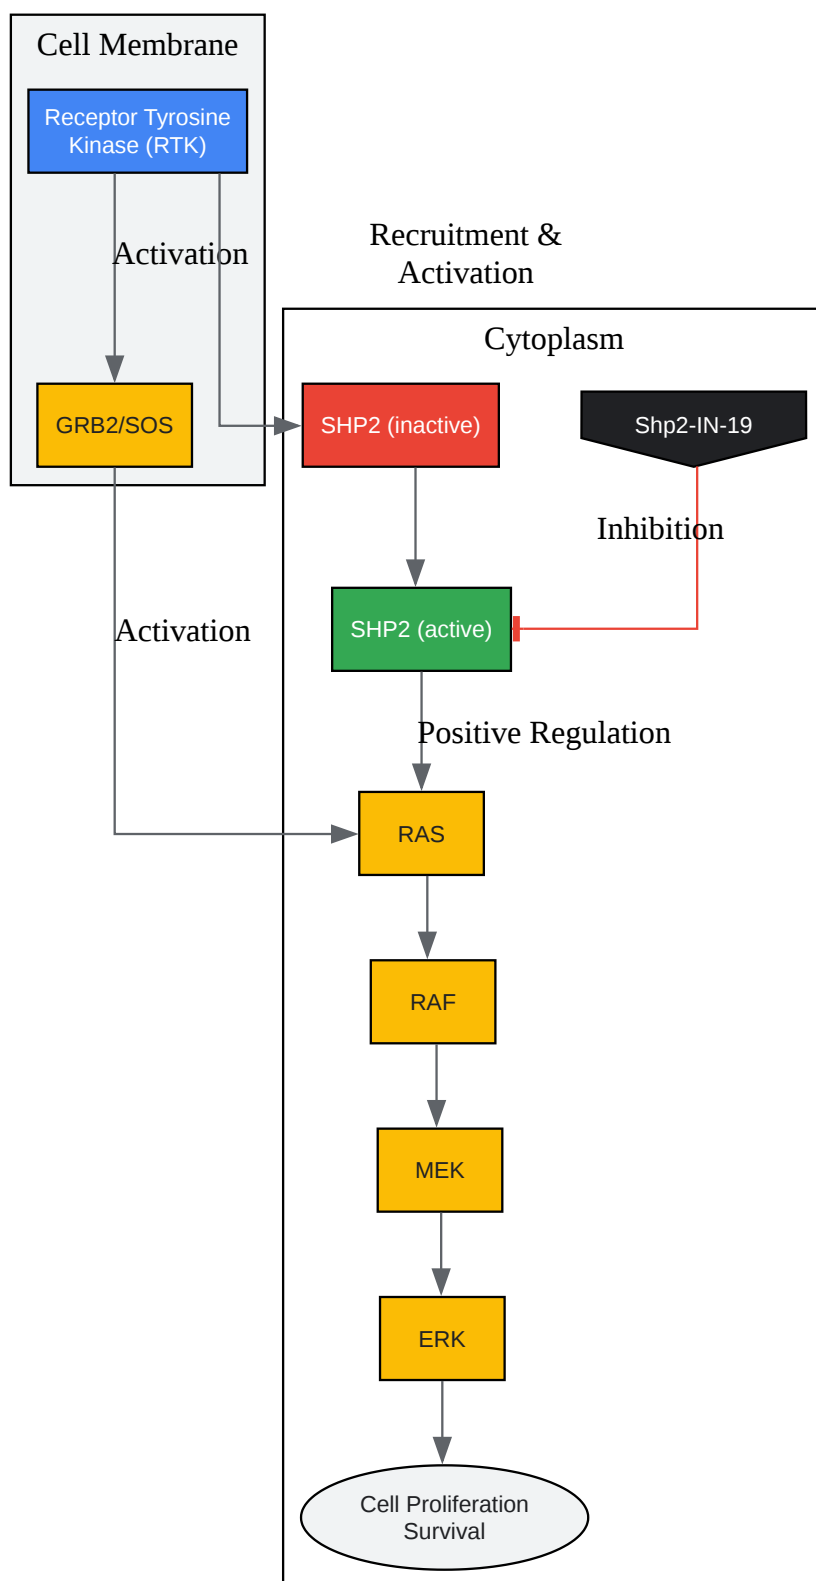 Cell Membrane
Receptor Tyrosine
Kinase (RTK)
Activation
Recruitment &
Activation
Cytoplasm
GRB2/SOS
SHP2 (inactive)
Shp2-IN-19
Inhibition
Activation
SHP2 (active)
Positive Regulation
RAS
RAF
MEK
ERK
Cell Proliferation
Survival